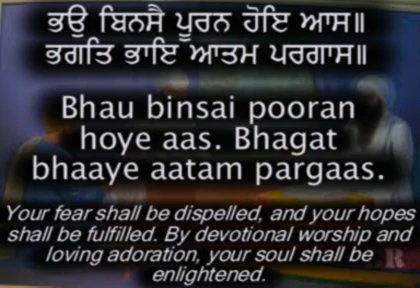 ਭਉ ਬਿਨਸੈ ਪੂਰਨ ਹੋਇ ਆਸ॥
ਭਗਤਿ ਭਾਇ ਆਤਮ ਪਰਗਾਸ॥
Bhau binsai pooran
hoye aas. Bhagat
bhaaye aatam pargaas.
Your fear shall be dispelled, and your hopes
shall be fulfilled. By devotional worship and
loving adoration, your soul shall be
enlightened.